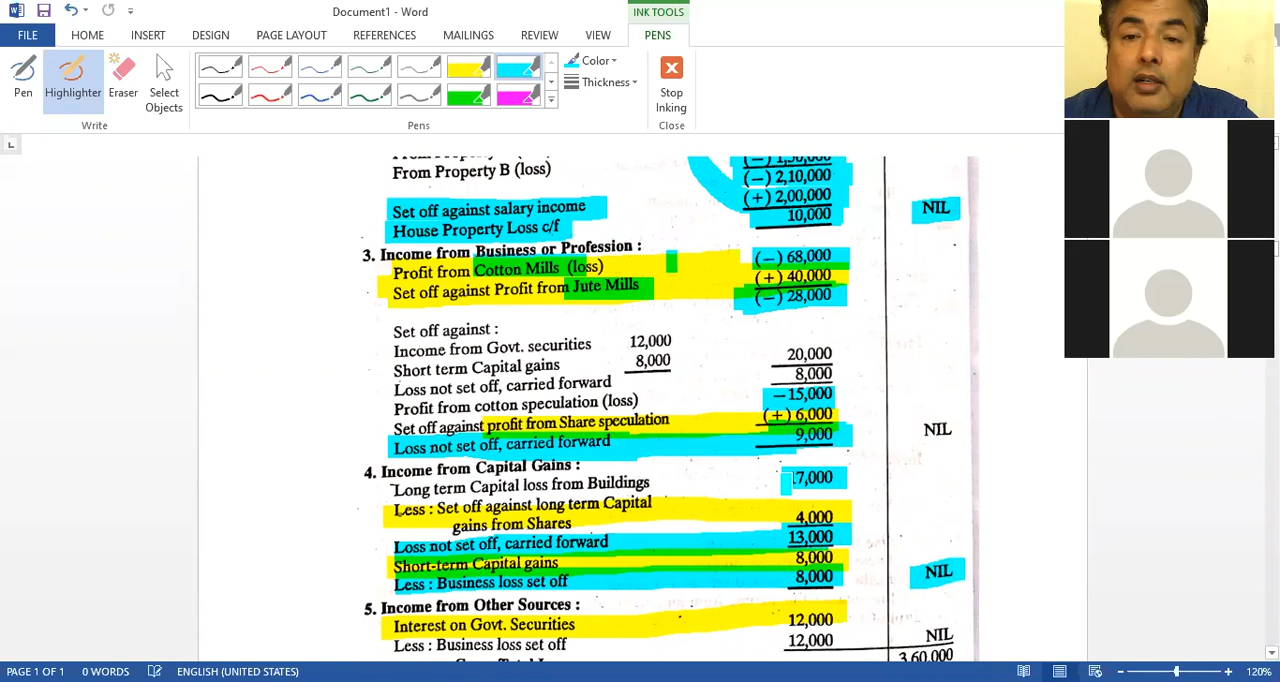 Document1 - Word
INK TOOLS
FILE HOME INSERT DESIGN PAGE LAYOUT REFERENCES MAILINGS REVIEW VIEW PENS
Pen Highlighter Eraser Select Objects
Color
Thickness
Stop Inking
Write Pens Close
(—) 1,50,000
From Property B (loss) (—) 2,10,000
Set off against salary income (+) 2,00,000 NIL
House Property Loss c/f 10,000
3. Income from Business or Profession :
Profit from Cotton Mills (loss) (—) 68,000
Set off against Profit from Jute Mills (+) 40,000
(—) 28,000
Set off against :
Income from Govt. securities 12,000
Short term Capital gains 8,000 20,000
Loss not set off, carried forward 8,000
Profit from cotton speculation (loss) —15,000
Set off against profit from Share speculation (+) 6,000
Loss not set off, carried forward 9,000 NIL
4. Income from Capital Gains :
Long term Capital loss from Buildings 17,000
Less : Set off against long term Capital
gains from Shares 4,000
Loss not set off, carried forward 13,000
Short-term Capital gains 8,000
Less : Business loss set off 8,000 NIL
5. Income from Other Sources :
Interest on Govt. Securities 12,000
Less : Business loss set off 12,000 NIL
3,60,000
PAGE 1 OF 1 0 WORDS ENGLISH (UNITED STATES) 120%